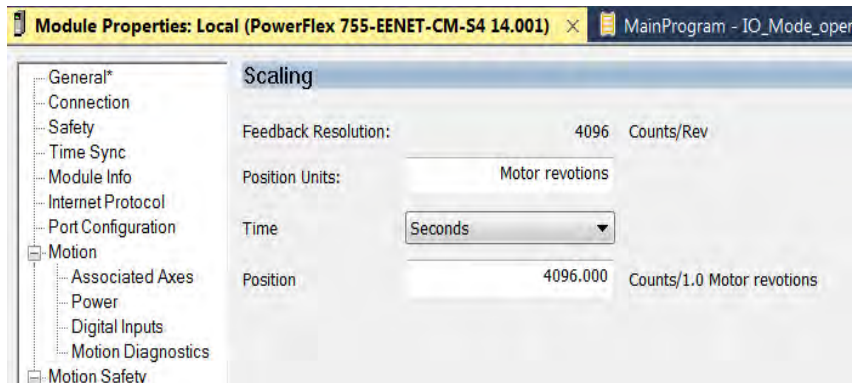 Module Properties: Local (PowerFlex 755-EENET-CM-S4 14.001) ×
MainProgram - IO_Mode_oper
General*
Connection
Safety
Time Sync
Module Info
Internet Protocol
Port Configuration
Motion
Associated Axes
Power
Digital Inputs
Motion Diagnostics
Motion Safety
Scaling
Feedback Resolution: 4096 Counts/Rev
Position Units: Motor revotions
Time Seconds
Position 4096.000 Counts/1.0 Motor revotions